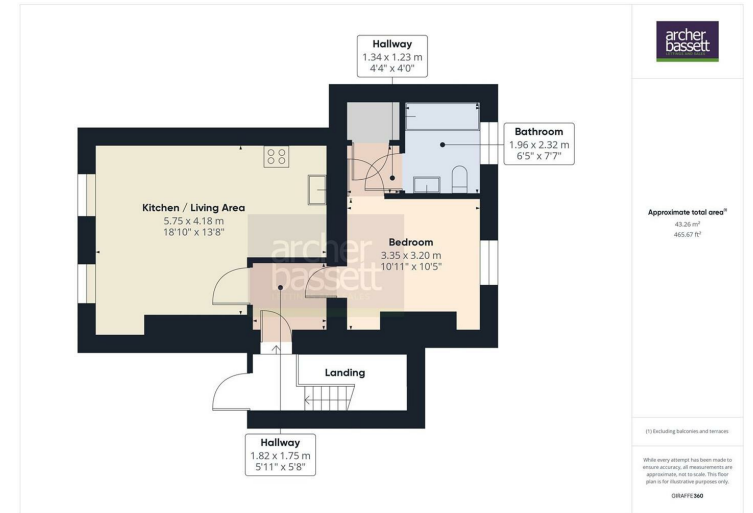 Hallway
1.34 x 1.23 m
4'4" x 4'0"
Bathroom
1.96 x 2.32 m
6'5" x 7'7"
Kitchen / Living Area
5.75 x 4.18 m
18'10" x 13'8"
Bedroom
3.35 x 3.20 m
10'11" x 10'5"
archer
bassett
Landing
Hallway
1.82 x 1.75 m
5'11" x 5'8"
archer
bassett
Approximate total area⁽¹⁾
43.26 m²
465.67 ft²
(1) Excluding balconies and terraces
While every attempt has been made to
ensure accuracy, all measurements are
approximate, not to scale. This floor
plan is for illustrative purposes only.
GIRAFFE360